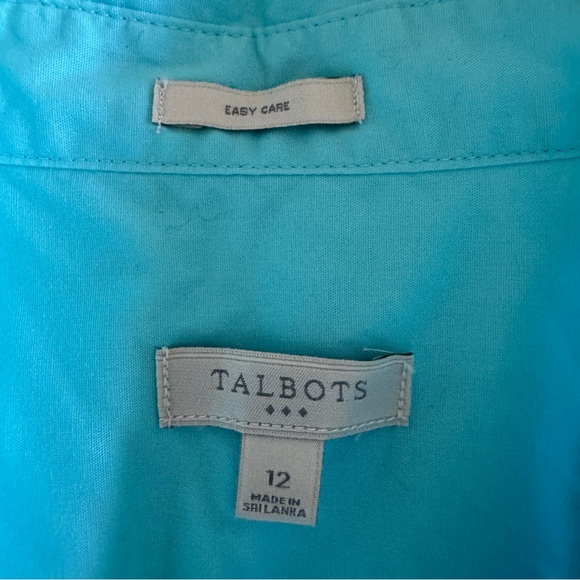 EASY CARE
TALBOTS
12
MADE IN
SRI LANKA